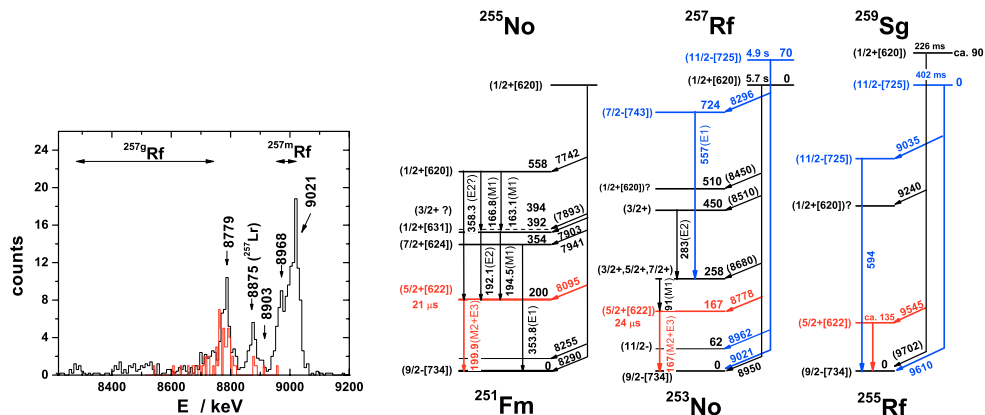 257gRf
257mRf
8779
8875 (257Lr)
8903
8968
9021
24
20
16
12
8
4
0
counts
8400
8600
8800
9000
9200
E / keV
255No
(1/2+[620])
(1/2+[620])
558
7742
358.3 (E2?)
166.8(M1)
163.1(M1)
(3/2+ ?)
394
(7893)
(1/2+[631])
392
7903
(7/2+[624])
354
7941
192.1(E2)
194.5(M1)
(5/2+[622])
200
8095
21 µs
199.9(M2+E3)
353.8(E1)
8255
(9/2-[734])
0
8290
251Fm
257Rf
(11/2-[725])
4.9 s
70
(1/2+[620])
5.7 s
0
(7/2-[743])
724
8296
557(E1)
(1/2+[620])?
510
(8450)
(3/2+)
450
(8510)
283(E2)
(3/2+,5/2+,7/2+)
258
(8680)
91(M1)
(5/2+[622])
167
8778
24 µs
167(M2+E3)
(11/2-)
62
8962
9021
(9/2-[734])
0
8950
253No
259Sg
(1/2+[620])
226 ms
ca. 90
(11/2-[725])
402 ms
0
(11/2-[725])
9035
(1/2+[620])?
9240
594
(5/2+[622])
ca. 135
9545
(9702)
(9/2-[734])
0
9610
255Rf